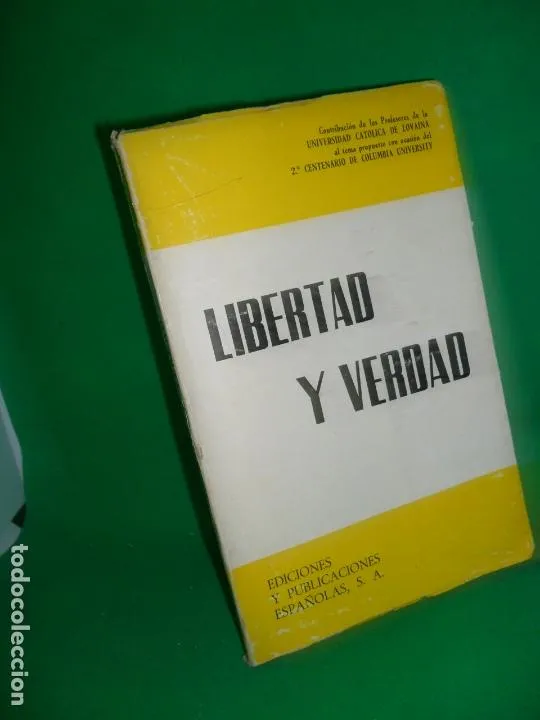 Contribución de los Profesores de la
UNIVERSIDAD CATOLICA DE LOVAINA
al tema propuesto con ocasión del
2.º CENTENARIO DE COLUMBIA UNIVERSITY
LIBERTAD
Y VERDAD
EDICIONES
Y PUBLICACIONES
ESPAÑOLAS, S. A.
todocoleccion